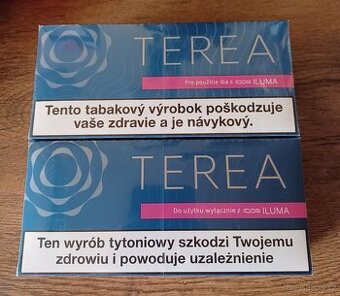 TEREA
Pre použitie iba s IQOS ILUMA
Tento tabakový výrobok poškodzuje
vaše zdravie a je návykový.
TEREA
Do użytku wyłącznie z IQOS ILUMA
Ten wyrób tytoniowy szkodzi Twojemu
zdrowiu i powoduje uzależnienie